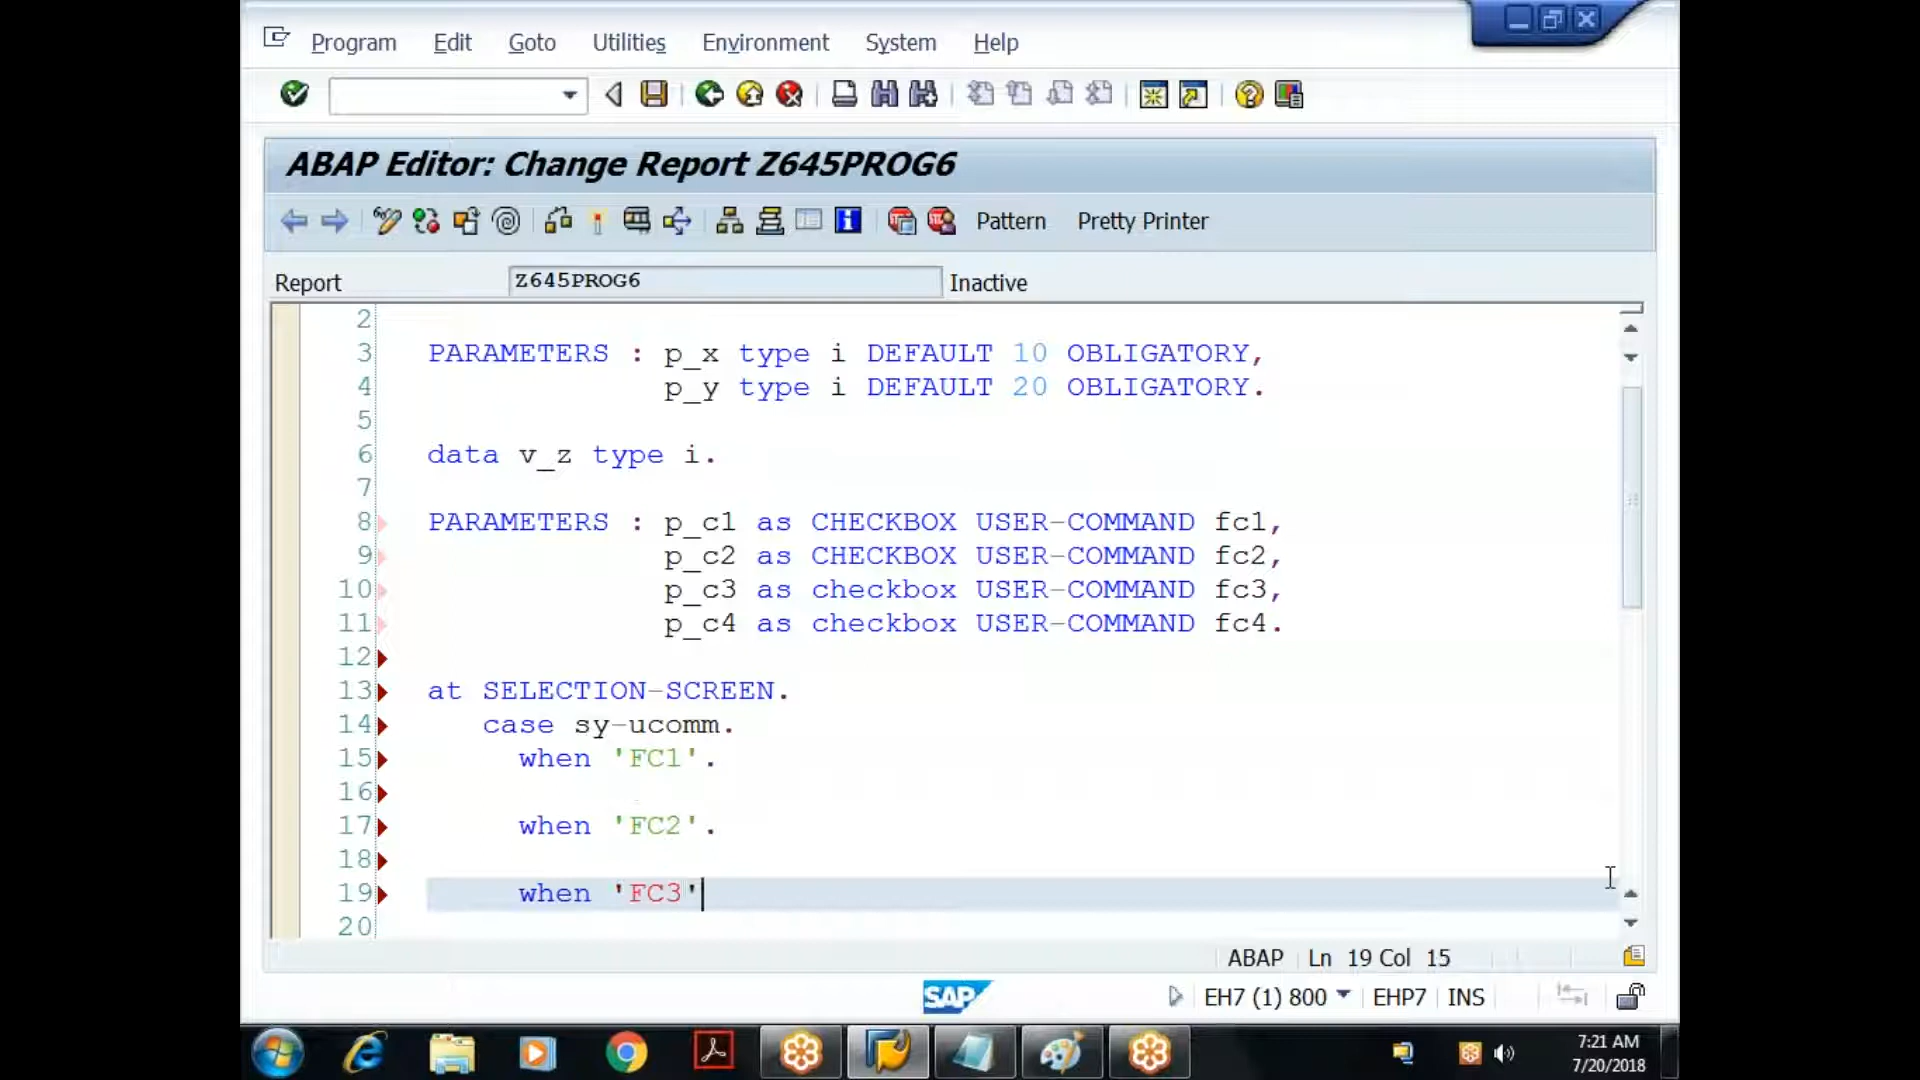 Program Edit Goto Utilities Environment System Help
ABAP Editor: Change Report Z645PROG6
Pattern Pretty Printer
Report Z645PROG6 Inactive
2
3 PARAMETERS : p_x type i DEFAULT 10 OBLIGATORY,
4 p_y type i DEFAULT 20 OBLIGATORY.
5
6 data v_z type i.
7
8 PARAMETERS : p_c1 as CHECKBOX USER-COMMAND fc1,
9 p_c2 as CHECKBOX USER-COMMAND fc2,
10 p_c3 as checkbox USER-COMMAND fc3,
11 p_c4 as checkbox USER-COMMAND fc4.
12
13 at SELECTION-SCREEN.
14 case sy-ucomm.
15 when 'FC1'.
16
17 when 'FC2'.
18
19 when 'FC3'
20
ABAP Ln 19 Col 15
SAP EH7 (1) 800 EHP7 INS
7:21 AM
7/20/2018